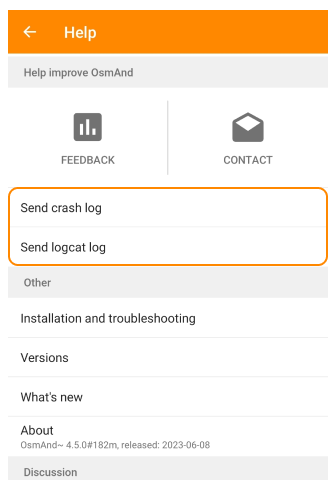 Help
Help improve OsmAnd
FEEDBACK
CONTACT
Send crash log
Send logcat log
Other
Installation and troubleshooting
Versions
What's new
About
OsmAnd~ 4.5.0#182m, released: 2023-06-08
Discussion